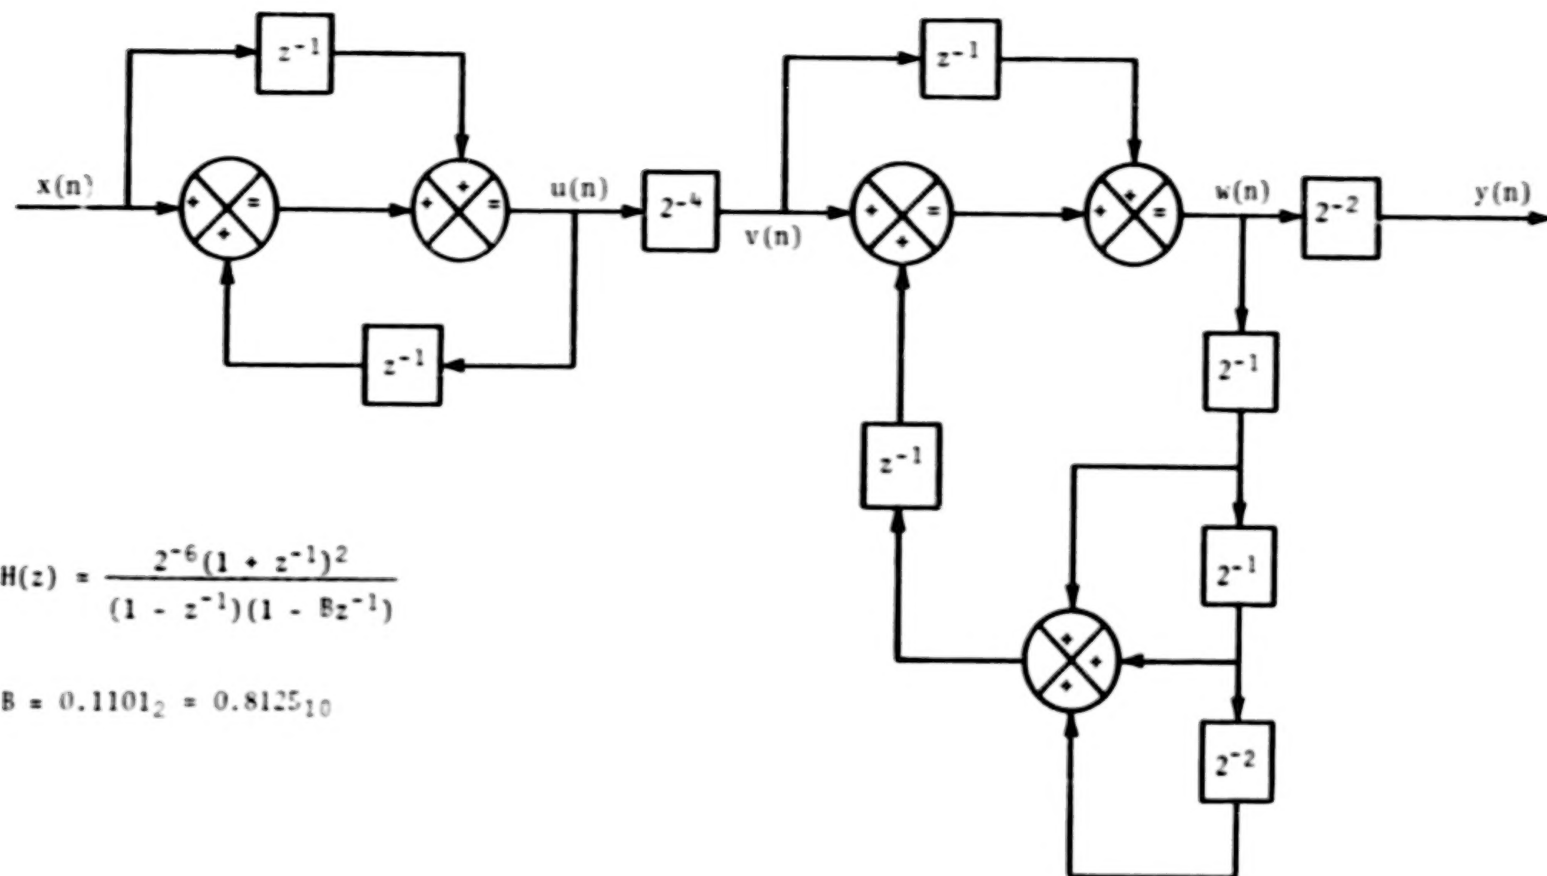 z⁻¹
z⁻¹
x(n)
+ = +
+ + =
u(n)
2⁻⁴
v(n)
+ = +
+ + =
w(n)
2⁻²
y(n)
z⁻¹
2⁻¹
z⁻¹
2⁻¹
+ + +
2⁻²
H(z) = 2⁻⁶(1 + z⁻¹)²
(1 - z⁻¹)(1 - Bz⁻¹)
B = 0.1101₂ = 0.8125₁₀